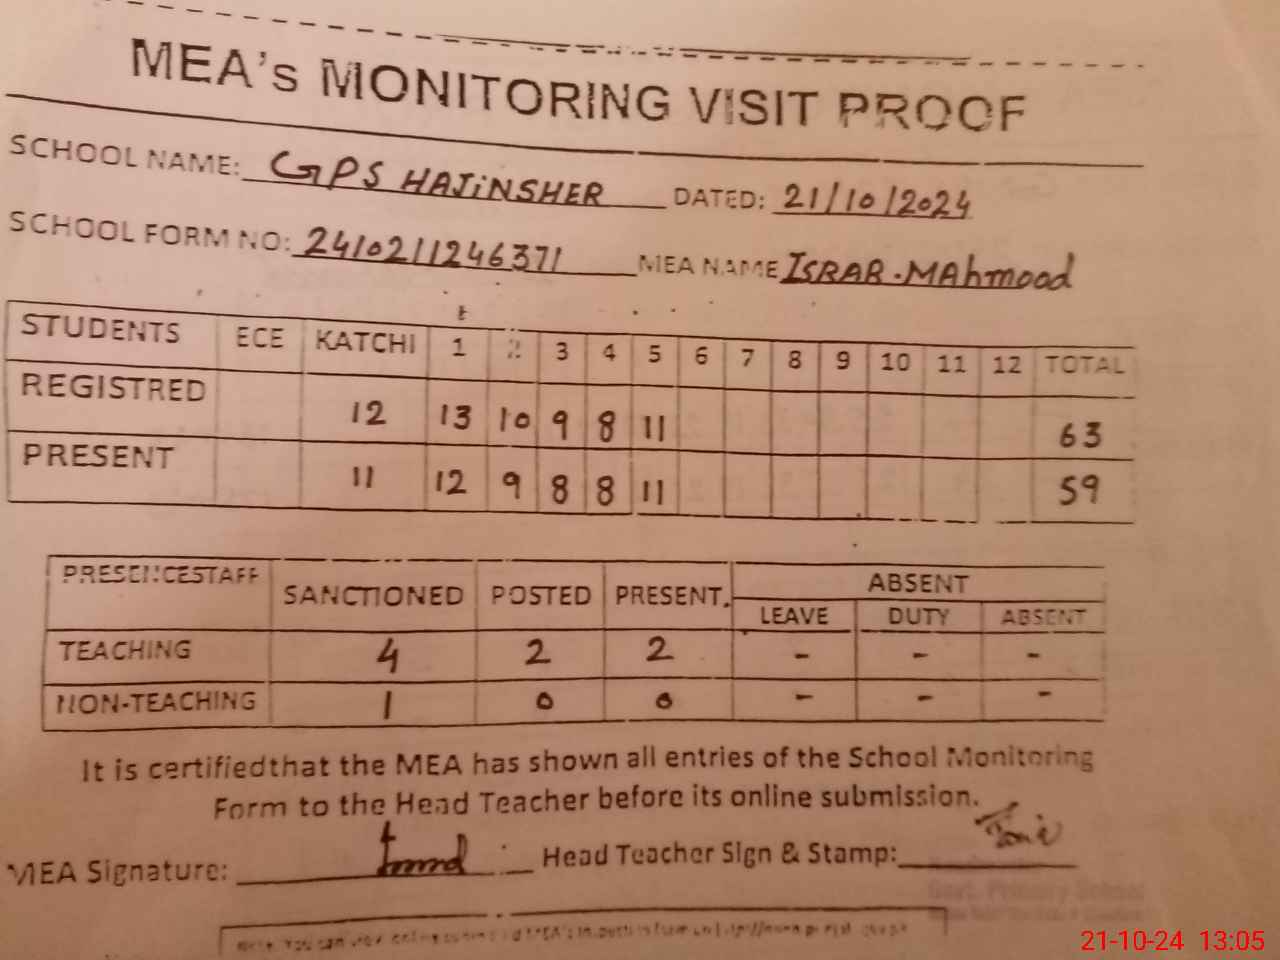 MEA's MONITORING VISIT PROOF
SCHOOL NAME: GPS HAJINSHER DATED: 21/10/2024
SCHOOL FORM NO: 2410211246371 MEA NAME ISRAR.MAhmood
STUDENTS ECE KATCHI 1 2 3 4 5 6 7 8 9 10 11 12 TOTAL
REGISTRED 12 13 10 9 8 11 63
PRESENT 11 12 9 8 8 11 59
PRESENCESTAFF SANCTIONED POSTED PRESENT. ABSENT
LEAVE DUTY ABSENT
TEACHING 4 2 2 - - -
NON-TEACHING 1 0 0 - - -
It is certifiedthat the MEA has shown all entries of the School Monitoring
Form to the Head Teacher before its online submission.
MEA Signature: Head Teacher Sign & Stamp:
Govt. Primary School
21-10-24 13:05